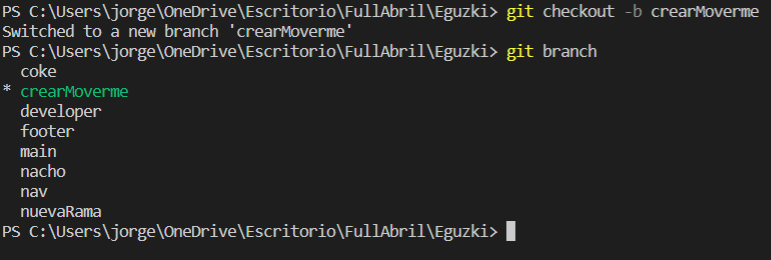 PS C:\Users\jorge\OneDrive\Escritorio\FullAbril\Eguzki> git checkout -b crearMoverme
Switched to a new branch 'crearMoverme'
PS C:\Users\jorge\OneDrive\Escritorio\FullAbril\Eguzki> git branch
  coke
* crearMoverme
  developer
  footer
  main
  nacho
  nav
  nuevaRama
PS C:\Users\jorge\OneDrive\Escritorio\FullAbril\Eguzki>